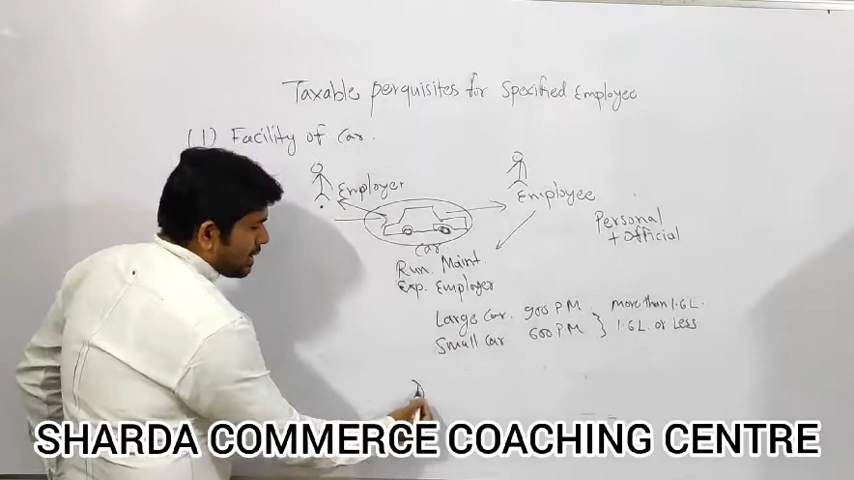 Taxable perquisites for Specified Employee
(1) Facility of Car.
Employer
Employee
Personal
+ Official
Car
Run. Maint.
Exp. Employer
Large Car. 900 PM more than 1.6 L.
Small Car 600 PM 1.6 L. or Less
SHARDA COMMERCE COACHING CENTRE